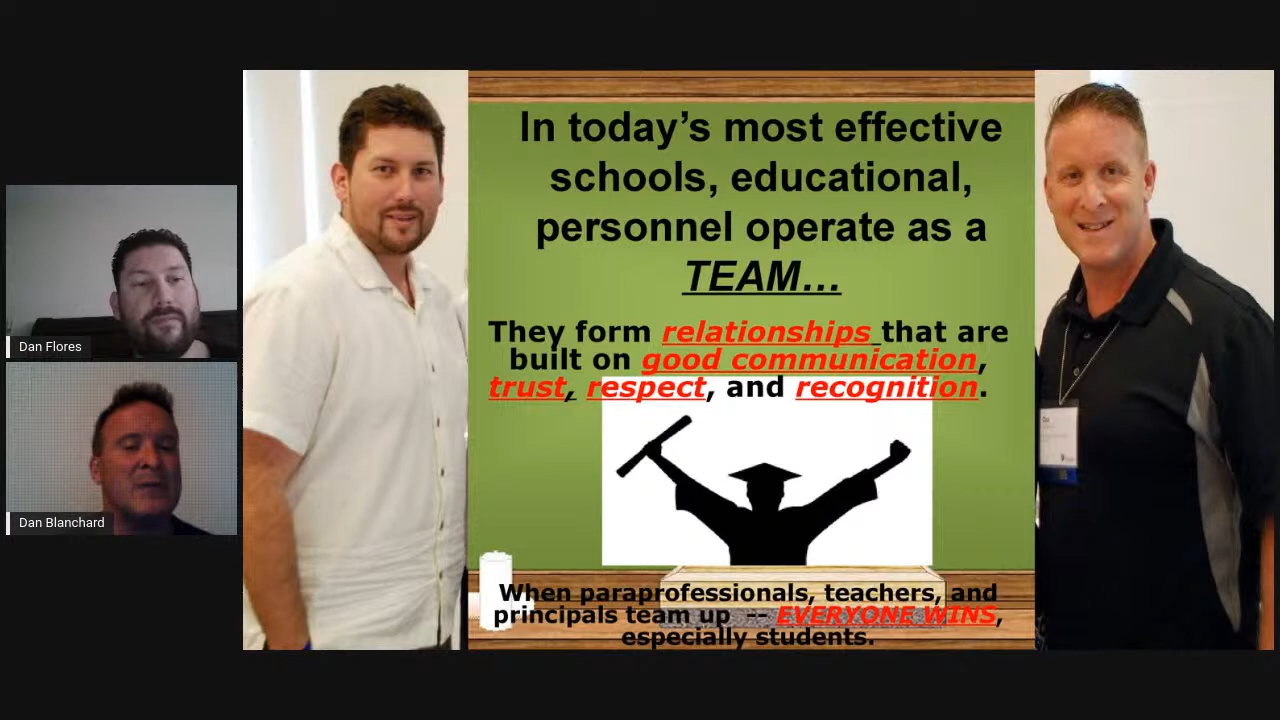 Dan Flores
Dan Blanchard
In today’s most effective
schools, educational,
personnel operate as a
TEAM...
They form relationships that are
built on good communication,
trust, respect, and recognition.
When paraprofessionals, teachers, and
principals team up -- EVERYONE WINS,
especially students.